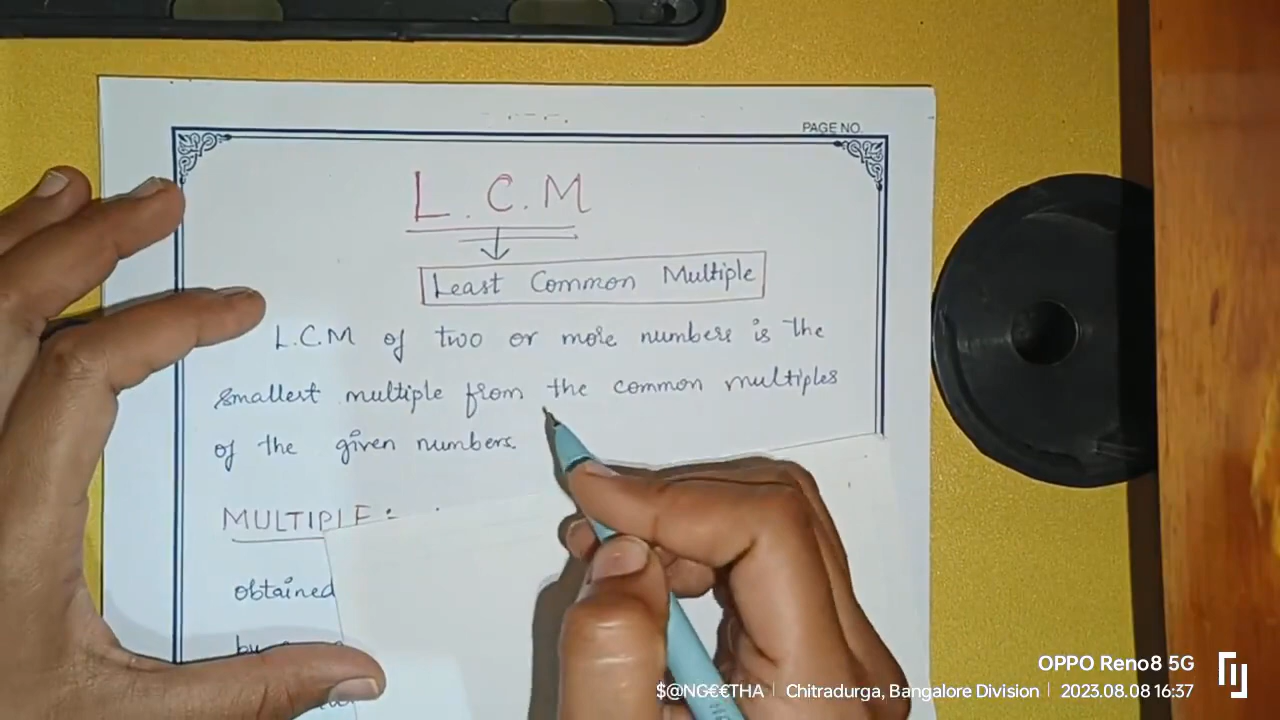 PAGE NO.
L.C.M
Least Common Multiple
L.C.M of two or more numbers is the
smallest multiple from the common multiples
of the given numbers.
MULTIPLE :
obtained
by
OPPO Reno8 5G
$@NG€€THA | Chitradurga, Bangalore Division | 2023.08.08 16:37